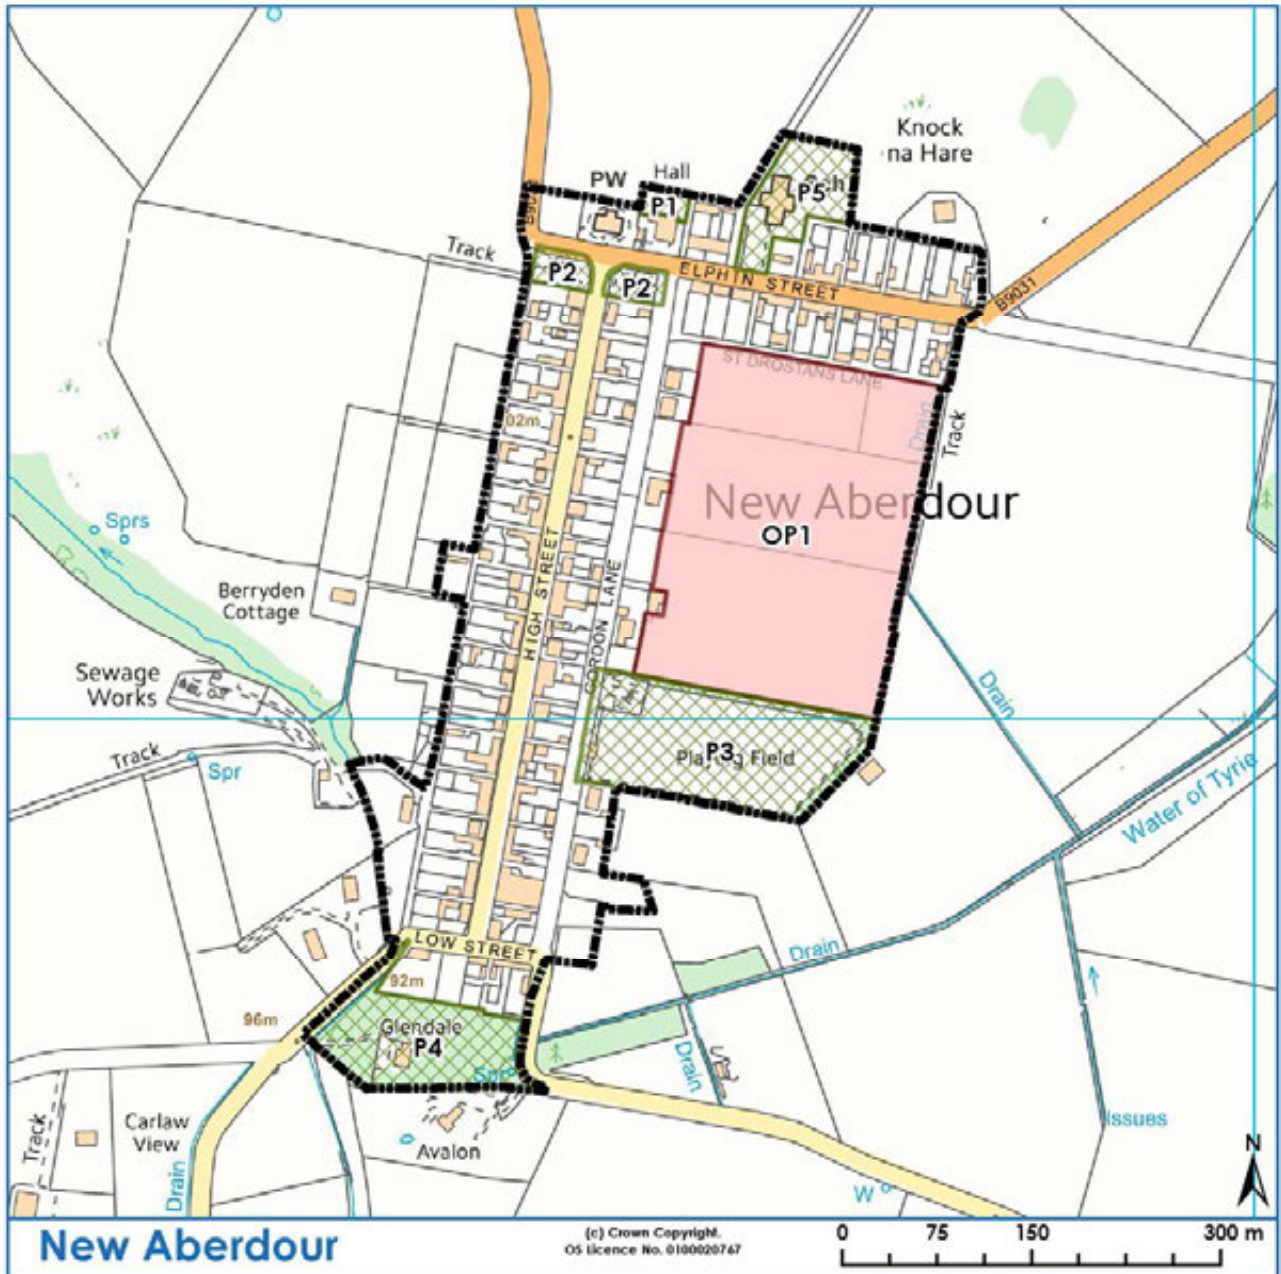 Knock
na Hare
Hall
PW
P1
P5
Track
P2
P2
ELPHIN STREET
B9031
ST DROSTANS LANE
Drain
Track
New Aberdour
OP1
Sprs
HIGH STREET
GORDON LANE
Berryden
Cottage
Sewage
Works
Track
Spr
P3
Playing Field
Drain
Water of Tyrie
LOW STREET
92m
96m
Glendale
P4
Drain
Drain
Issues
Carlaw
View
Track
Drain
Avalon
W
N
New Aberdour
(c) Crown Copyright.
OS Licence No. 0100020767
0 75 150 300 m